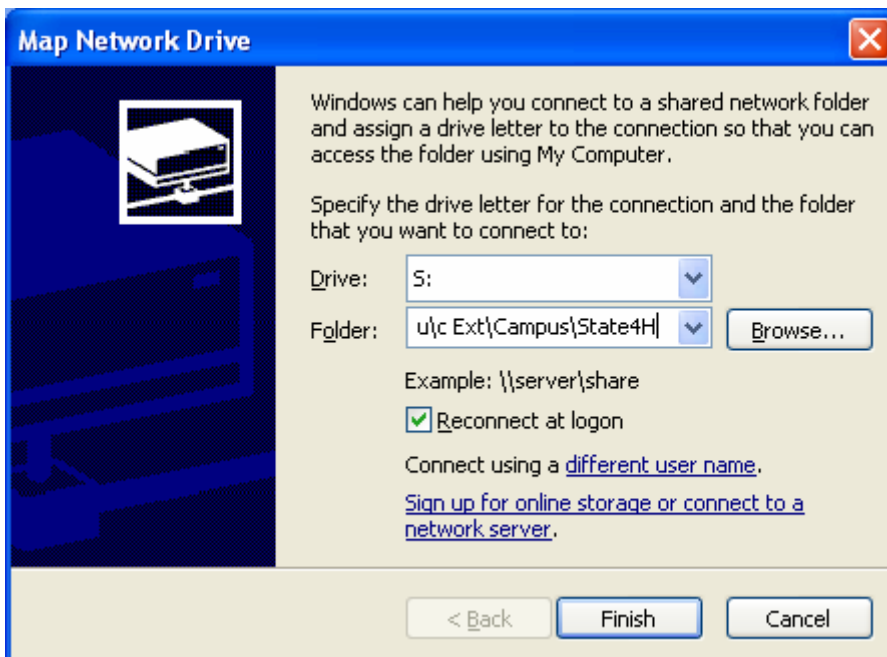 Map Network Drive
Windows can help you connect to a shared network folder
and assign a drive letter to the connection so that you can
access the folder using My Computer.
Specify the drive letter for the connection and the folder
that you want to connect to:
Drive: S:
Folder: u\c Ext\Campus\State4H Browse...
Example: \\server\share
Reconnect at logon
Connect using a different user name.
Sign up for online storage or connect to a
network server.
< Back Finish Cancel